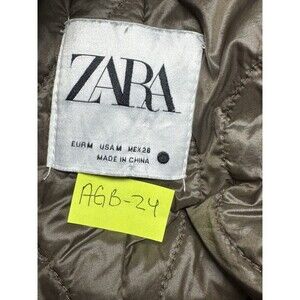 ZARA
EUR M USA M MEX 28
MADE IN CHINA
AGB-24